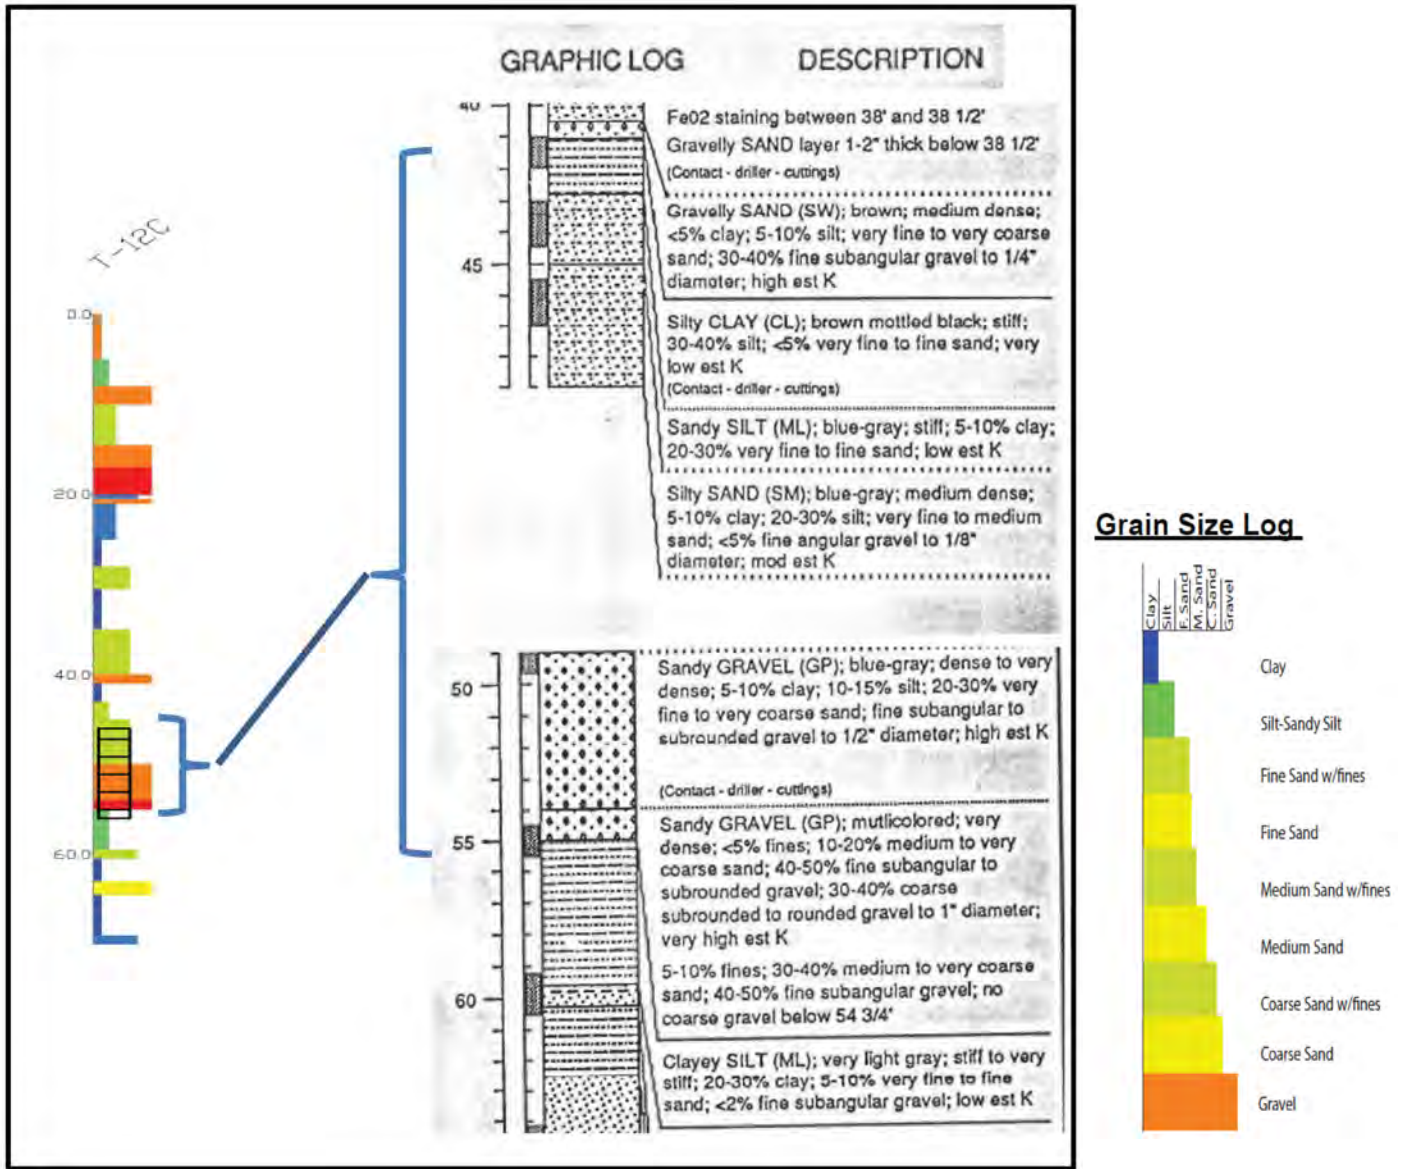 GRAPHIC LOG DESCRIPTION
T-12C
0.0
20.0
40.0
60.0
40
45
Fe02 staining between 38' and 38 1/2'
Gravelly SAND layer 1-2" thick below 38 1/2'
(Contact - driller - cuttings)
Gravelly SAND (SW); brown; medium dense;
<5% clay; 5-10% silt; very fine to very coarse
sand; 30-40% fine subangular gravel to 1/4"
diameter; high est K
Silty CLAY (CL); brown mottled black; stiff;
30-40% silt; <5% very fine to fine sand; very
low est K
(Contact - driller - cuttings)
Sandy SILT (ML); blue-gray; stiff; 5-10% clay;
20-30% very fine to fine sand; low est K
Silty SAND (SM); blue-gray; medium dense;
5-10% clay; 20-30% silt; very fine to medium
sand; <5% fine angular gravel to 1/8"
diameter; mod est K
50
55
60
Sandy GRAVEL (GP); blue-gray; dense to very
dense; 5-10% clay; 10-15% silt; 20-30% very
fine to very coarse sand; fine subangular to
subrounded gravel to 1/2" diameter; high est K
(Contact - driller - cuttings)
Sandy GRAVEL (GP); mutlicolored; very
dense; <5% fines; 10-20% medium to very
coarse sand; 40-50% fine subangular to
subrounded gravel; 30-40% coarse
subrounded to rounded gravel to 1" diameter;
very high est K
5-10% fines; 30-40% medium to very coarse
sand; 40-50% fine subangular gravel; no
coarse gravel below 54 3/4'
Clayey SILT (ML); very light gray; stiff to very
stiff; 20-30% clay; 5-10% very fine to fine
sand; <2% fine subangular gravel; low est K
Grain Size Log
Clay
Silt
F. Sand
M. Sand
C. Sand
Gravel
Clay
Silt-Sandy Silt
Fine Sand w/fines
Fine Sand
Medium Sand w/fines
Medium Sand
Coarse Sand w/fines
Coarse Sand
Gravel